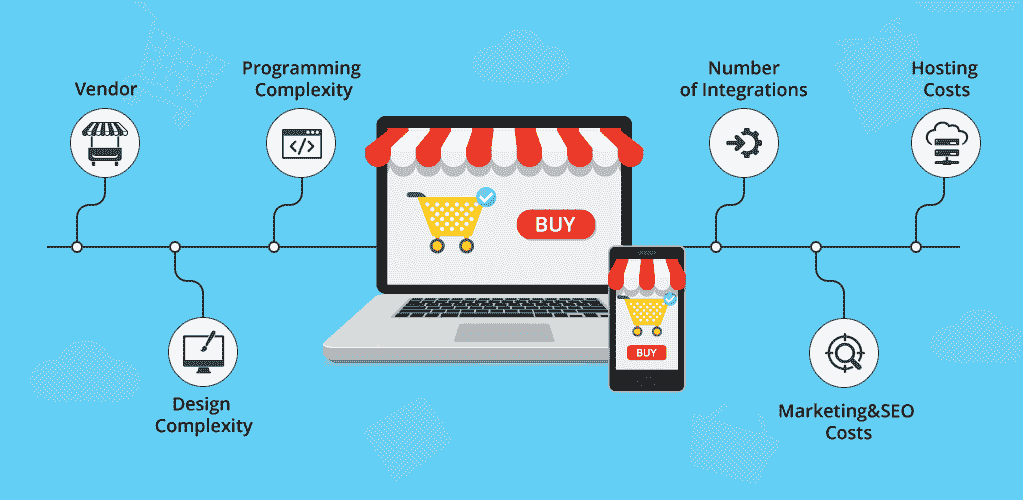 Vendor
Programming
Complexity
Number
of Integrations
Hosting
Costs
</>
BUY
BUY
Design
Complexity
Marketing&SEO
Costs